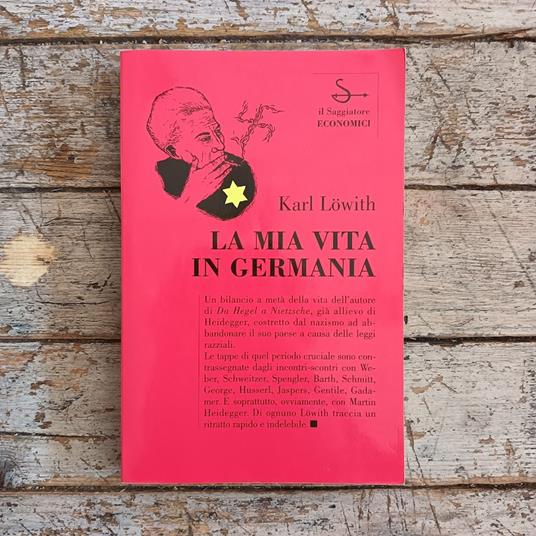 il Saggiatore
ECONOMICI
Karl Löwith
LA MIA VITA
IN GERMANIA
Un bilancio a metà della vita dell'autore
di Da Hegel a Nietzsche, già allievo di
Heidegger, costretto dal nazismo ad ab-
bandonare il suo paese a causa delle leggi
razziali.
Le tappe di quel periodo cruciale sono con-
trassegnate dagli incontri-scontri con We-
ber, Schweitzer, Spengler, Barth, Schmitt,
George, Husserl, Jaspers, Gentile, Gada-
mer. E soprattutto, ovviamente, con Martin
Heidegger. Di ognuno Löwith traccia un
ritratto rapido e indelebile.